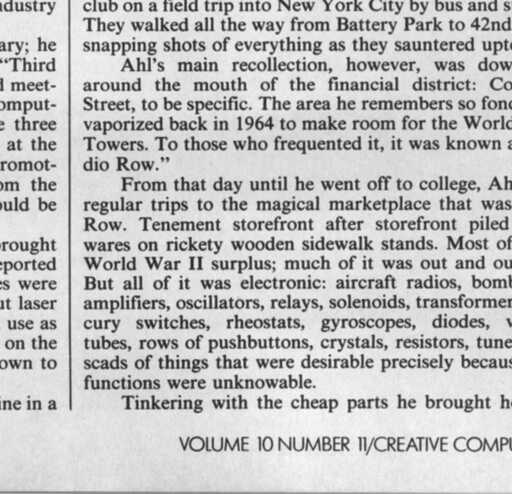 ndustry
ary; he
"Third
d meet-
omput-
e three
at the
romot-
om the
ould be
brought
eported
es were
ut laser
use as
on the
own to
ine in a
club on a field trip into New York City by bus and s
They walked all the way from Battery Park to 42nd
snapping shots of everything as they sauntered upt
Ahl's main recollection, however, was dow
around the mouth of the financial district: Co
Street, to be specific. The area he remembers so fon
vaporized back in 1964 to make room for the World
Towers. To those who frequented it, it was known a
dio Row."
From that day until he went off to college, Ah
regular trips to the magical marketplace that was
Row. Tenement storefront after storefront piled
wares on rickety wooden sidewalk stands. Most of
World War II surplus; much of it was out and ou
But all of it was electronic: aircraft radios, bomb
amplifiers, oscillators, relays, solenoids, transformer
cury switches, rheostats, gyroscopes, diodes, v
tubes, rows of pushbuttons, crystals, resistors, tune
scads of things that were desirable precisely becaus
functions were unknowable.
Tinkering with the cheap parts he brought h
VOLUME 10 NUMBER 11/CREATIVE COMPU